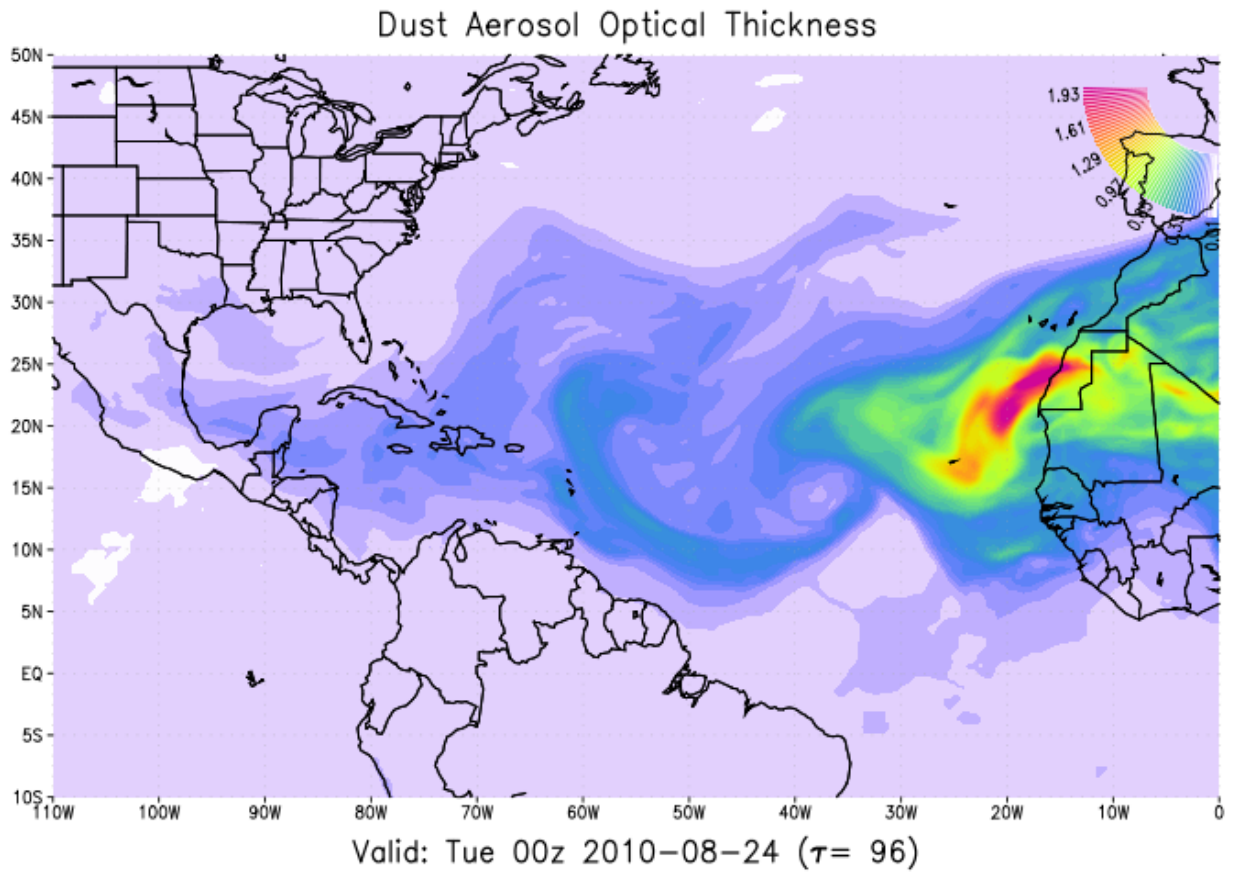 Dust Aerosol Optical Thickness
50N
45N
40N
35N
30N
25N
20N
15N
10N
5N
EQ
5S
10S
1.93
1.61
1.29
0.97
0.01
110W 100W 90W 80W 70W 60W 50W 40W 30W 20W 10W 0
Valid: Tue 00z 2010-08-24 (τ= 96)